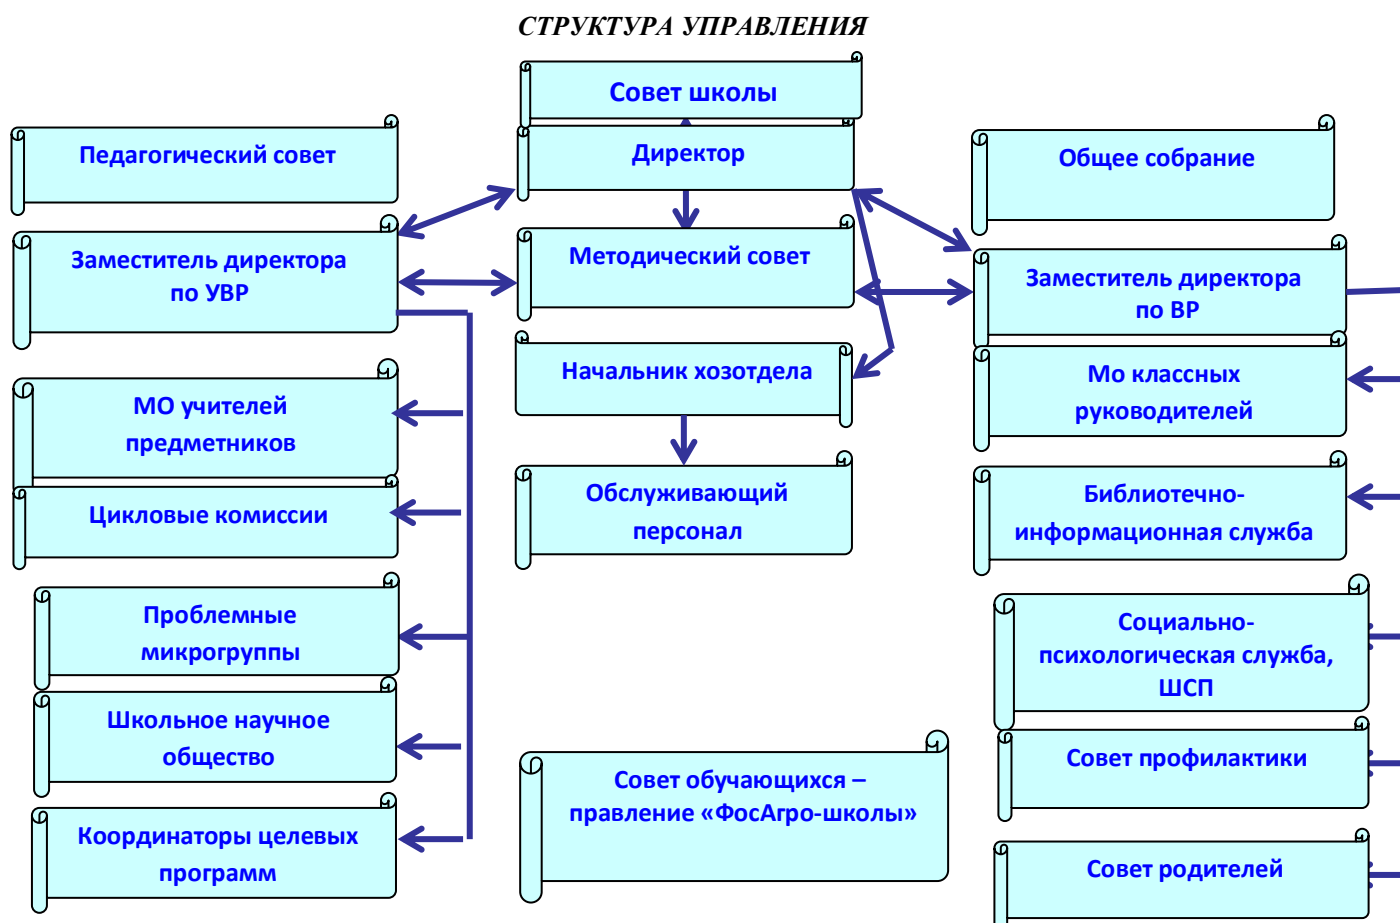 СТРУКТУРА УПРАВЛЕНИЯ
Совет школы
Педагогический совет
Директор
Общее собрание
Заместитель директора
по УВР
Методический совет
Заместитель директора
по ВР
Начальник хозотдела
МО учителей
предметников
Мо классных
руководителей
Цикловые комиссии
Обслуживающий
персонал
Библиотечно-
информационная служба
Проблемные
микрогруппы
Социально-
психологическая служба,
ШСП
Школьное научное
общество
Совет обучающихся –
правление «ФосАгро-школы»
Совет профилактики
Координаторы целевых
программ
Совет родителей